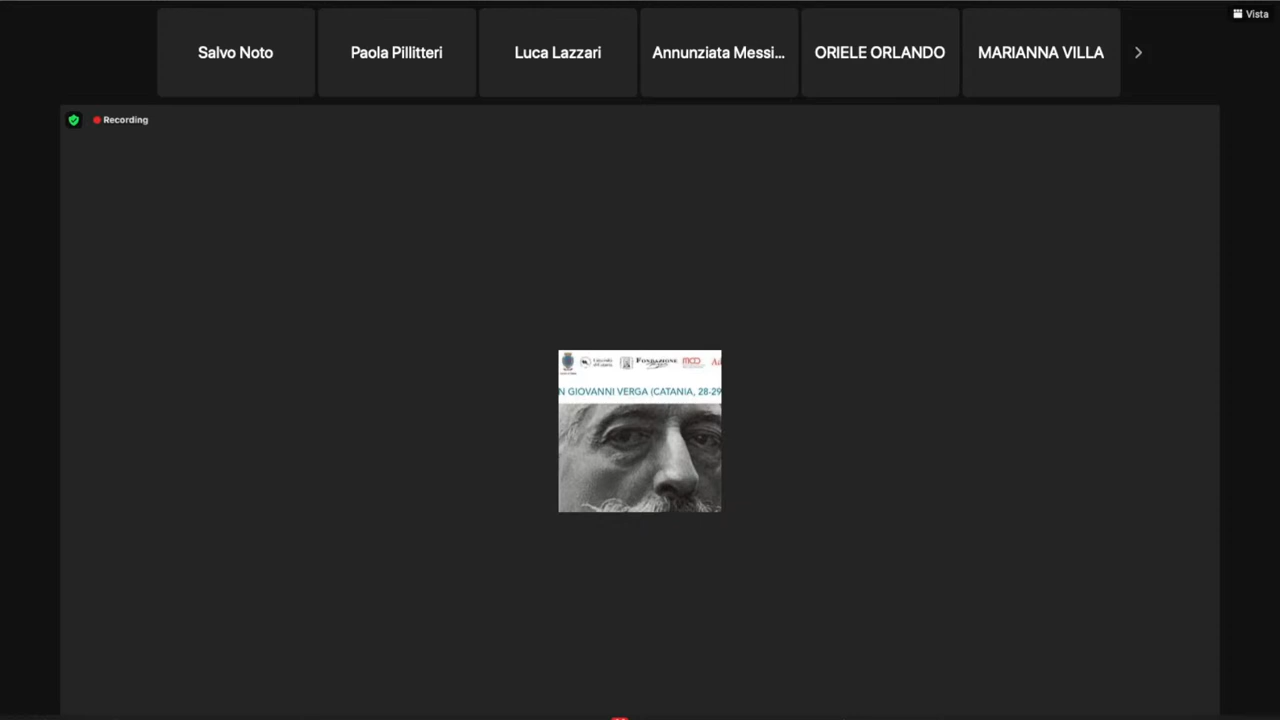 Vista
Salvo Noto
Paola Pillitteri
Luca Lazzari
Annunziata Messi...
ORIELE ORLANDO
MARIANNA VILLA
Recording
FONDAZIONE
MOD
N GIOVANNI VERGA (CATANIA, 28-29